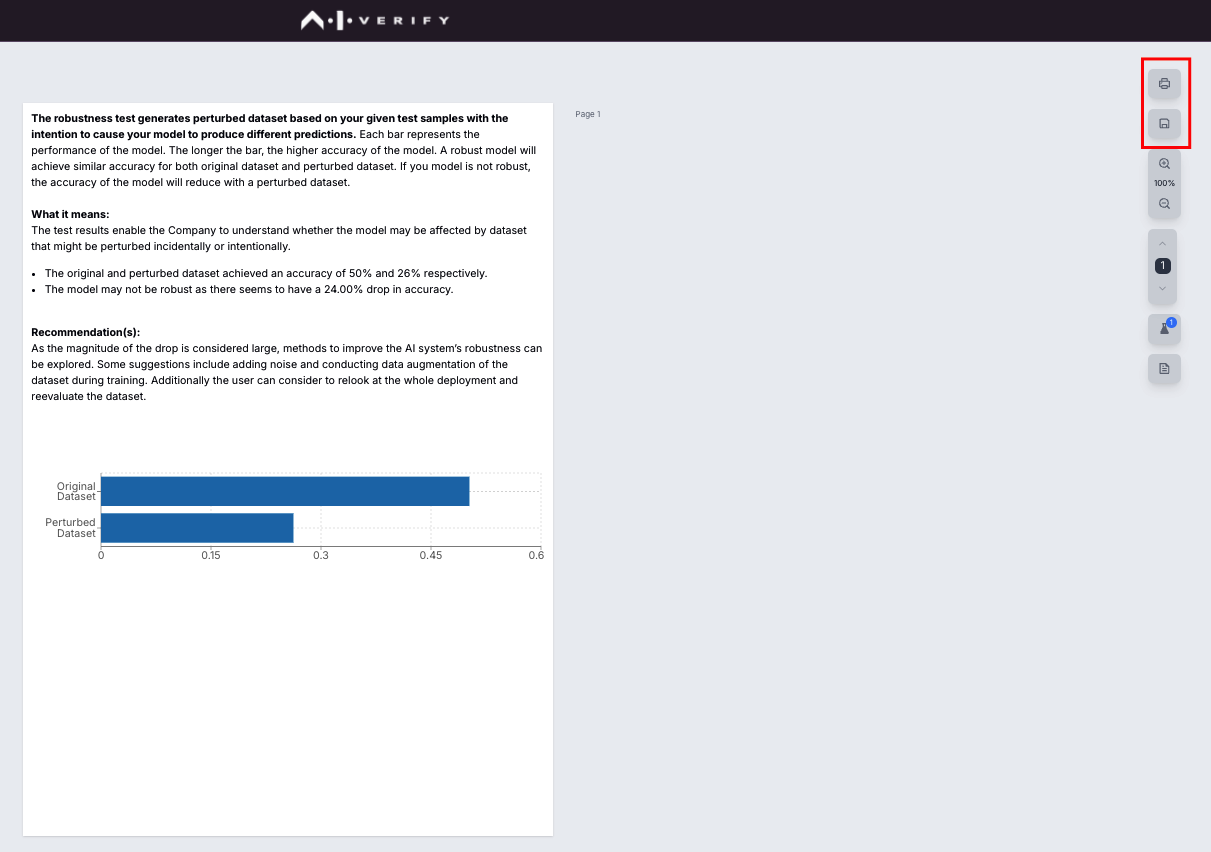 A·I·VERIFY
The robustness test generates perturbed dataset based on your given test samples with the
intention to cause your model to produce different predictions. Each bar represents the
performance of the model. The longer the bar, the higher accuracy of the model. A robust model will
achieve similar accuracy for both original dataset and perturbed dataset. If you model is not robust,
the accuracy of the model will reduce with a perturbed dataset.
What it means:
The test results enable the Company to understand whether the model may be affected by dataset
that might be perturbed incidentally or intentionally.
• The original and perturbed dataset achieved an accuracy of 50% and 26% respectively.
• The model may not be robust as there seems to have a 24.00% drop in accuracy.
Recommendation(s):
As the magnitude of the drop is considered large, methods to improve the AI system's robustness can
be explored. Some suggestions include adding noise and conducting data augmentation of the
dataset during training. Additionally the user can consider to relook at the whole deployment and
reevaluate the dataset.
Original
Dataset
Perturbed
Dataset
0 0.15 0.3 0.45 0.6
Page 1
100%
1
1